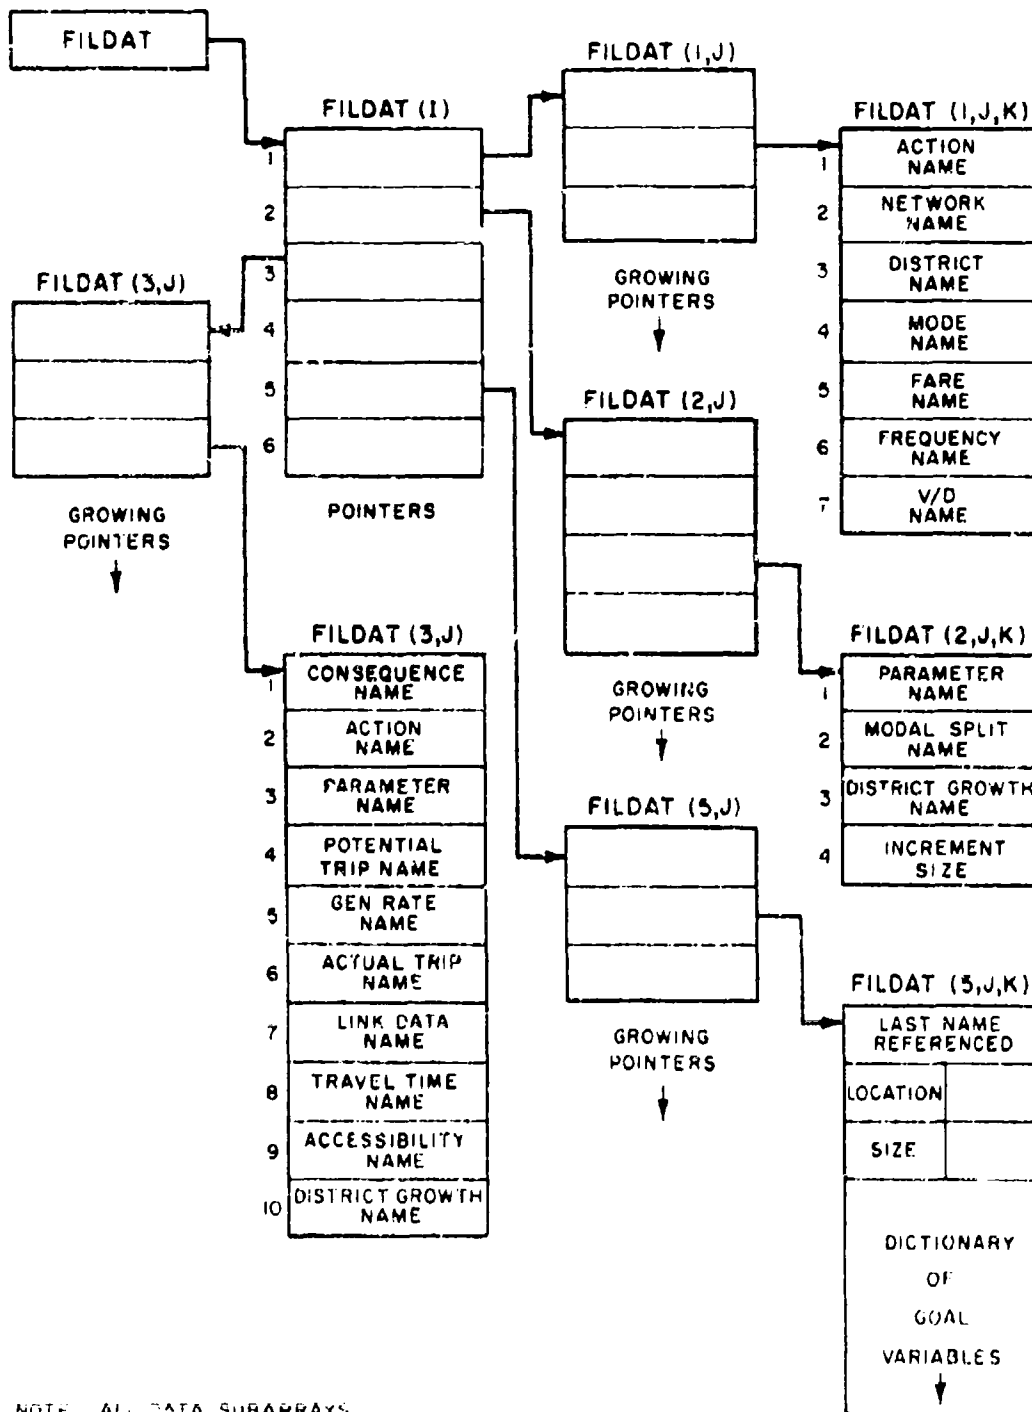 FILDAT
FILDAT (I)
1
2
3
4
5
6
POINTERS
FILDAT (1,J)
GROWING
POINTERS
FILDAT (1,J,K)
1 ACTION
NAME
2 NETWORK
NAME
3 DISTRICT
NAME
4 MODE
NAME
5 FARE
NAME
6 FREQUENCY
NAME
7 V/D
NAME
FILDAT (3,J)
GROWING
POINTERS
FILDAT (2,J)
GROWING
POINTERS
FILDAT (2,J,K)
1 PARAMETER
NAME
2 MODAL SPLIT
NAME
3 DISTRICT GROWTH
NAME
4 INCREMENT
SIZE
FILDAT (3,J)
1 CONSEQUENCE
NAME
2 ACTION
NAME
3 PARAMETER
NAME
4 POTENTIAL
TRIP NAME
5 GEN RATE
NAME
6 ACTUAL TRIP
NAME
7 LINK DATA
NAME
8 TRAVEL TIME
NAME
9 ACCESSIBILITY
NAME
10 DISTRICT GROWTH
NAME
FILDAT (5,J)
GROWING
POINTERS
FILDAT (5,J,K)
LAST NAME
REFERENCED
LOCATION
SIZE
DICTIONARY
OF
GOAL
VARIABLES
NOTE ALL DATA SUBARRAYS